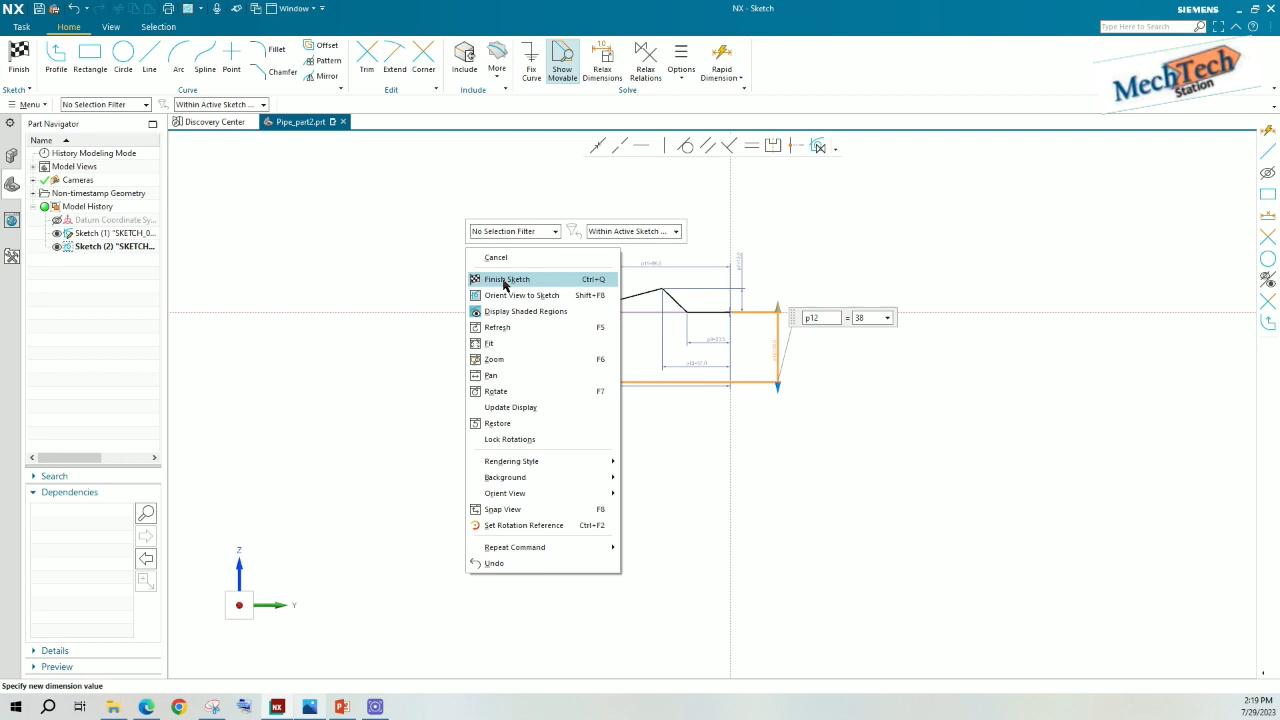 NX Window NX - Sketch SIEMENS
Task Home View Selection Type Here to Search
Finish Profile Rectangle Circle Line Arc Spline Point Fillet Chamfer Offset Pattern Mirror Trim Extend Corner Include More Fix Curve Show Movable Relax Dimensions Relax Relations Options Rapid Dimension
Sketch Curve Edit Include Solve
MechTech
Station
Menu No Selection Filter Within Active Sketch ...
Part Navigator Discovery Center Pipe_part2.prt
Name
History Modeling Mode
Model Views
Cameras
Non-timestamp Geometry
Model History
Datum Coordinate Sy...
Sketch (1) "SKETCH_0...
Sketch (2) "SKETCH...
No Selection Filter Within Active Sketch ...
Cancel
Finish Sketch Ctrl+Q
Orient View to Sketch Shift+F8
Display Shaded Regions
Refresh F5
Fit
Zoom F6
Pan
Rotate F7
Update Display
Restore
Lock Rotations
Rendering Style
Background
Orient View
Snap View F8
Set Rotation Reference Ctrl+F2
Repeat Command
Undo
p12 = 38
Search
Dependencies
Details
Preview
Z
Y
Specify new dimension value
2:19 PM
7/29/2023